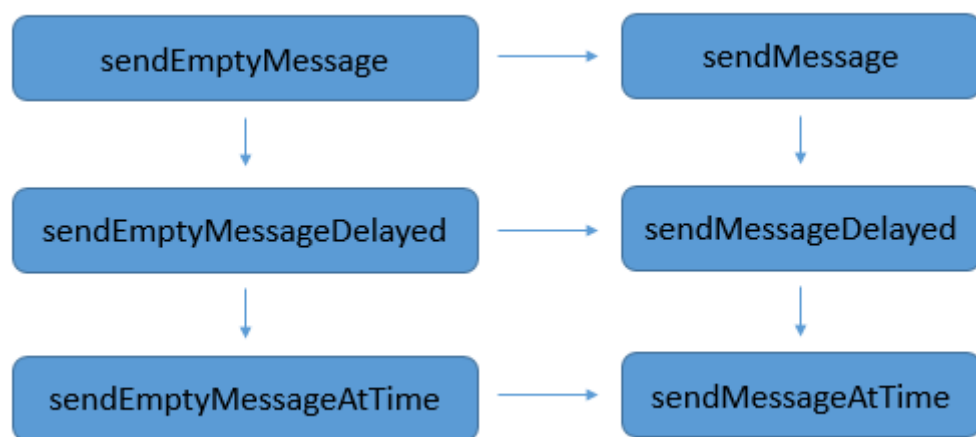 sendEmptyMessage
sendMessage
sendEmptyMessageDelayed
sendMessageDelayed
sendEmptyMessageAtTime
sendMessageAtTime